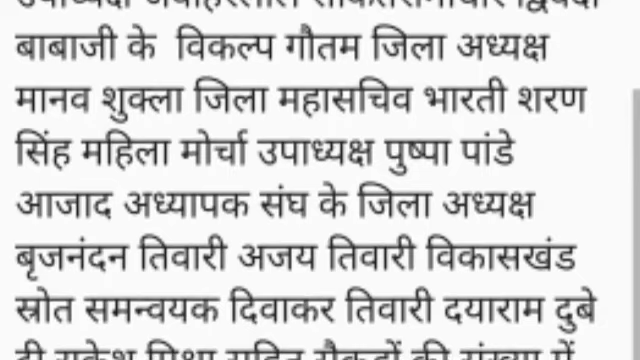 बाबाजी के विकल्प गौतम जिला अध्यक्ष
मानव शुक्ला जिला महासचिव भारती शरण
सिंह महिला मोर्चा उपाध्यक्ष पुष्पा पांडे
आजाद अध्यापक संघ के जिला अध्यक्ष
बृजनंदन तिवारी अजय तिवारी विकासखंड
स्रोत समन्वयक दिवाकर तिवारी दयाराम दुबे